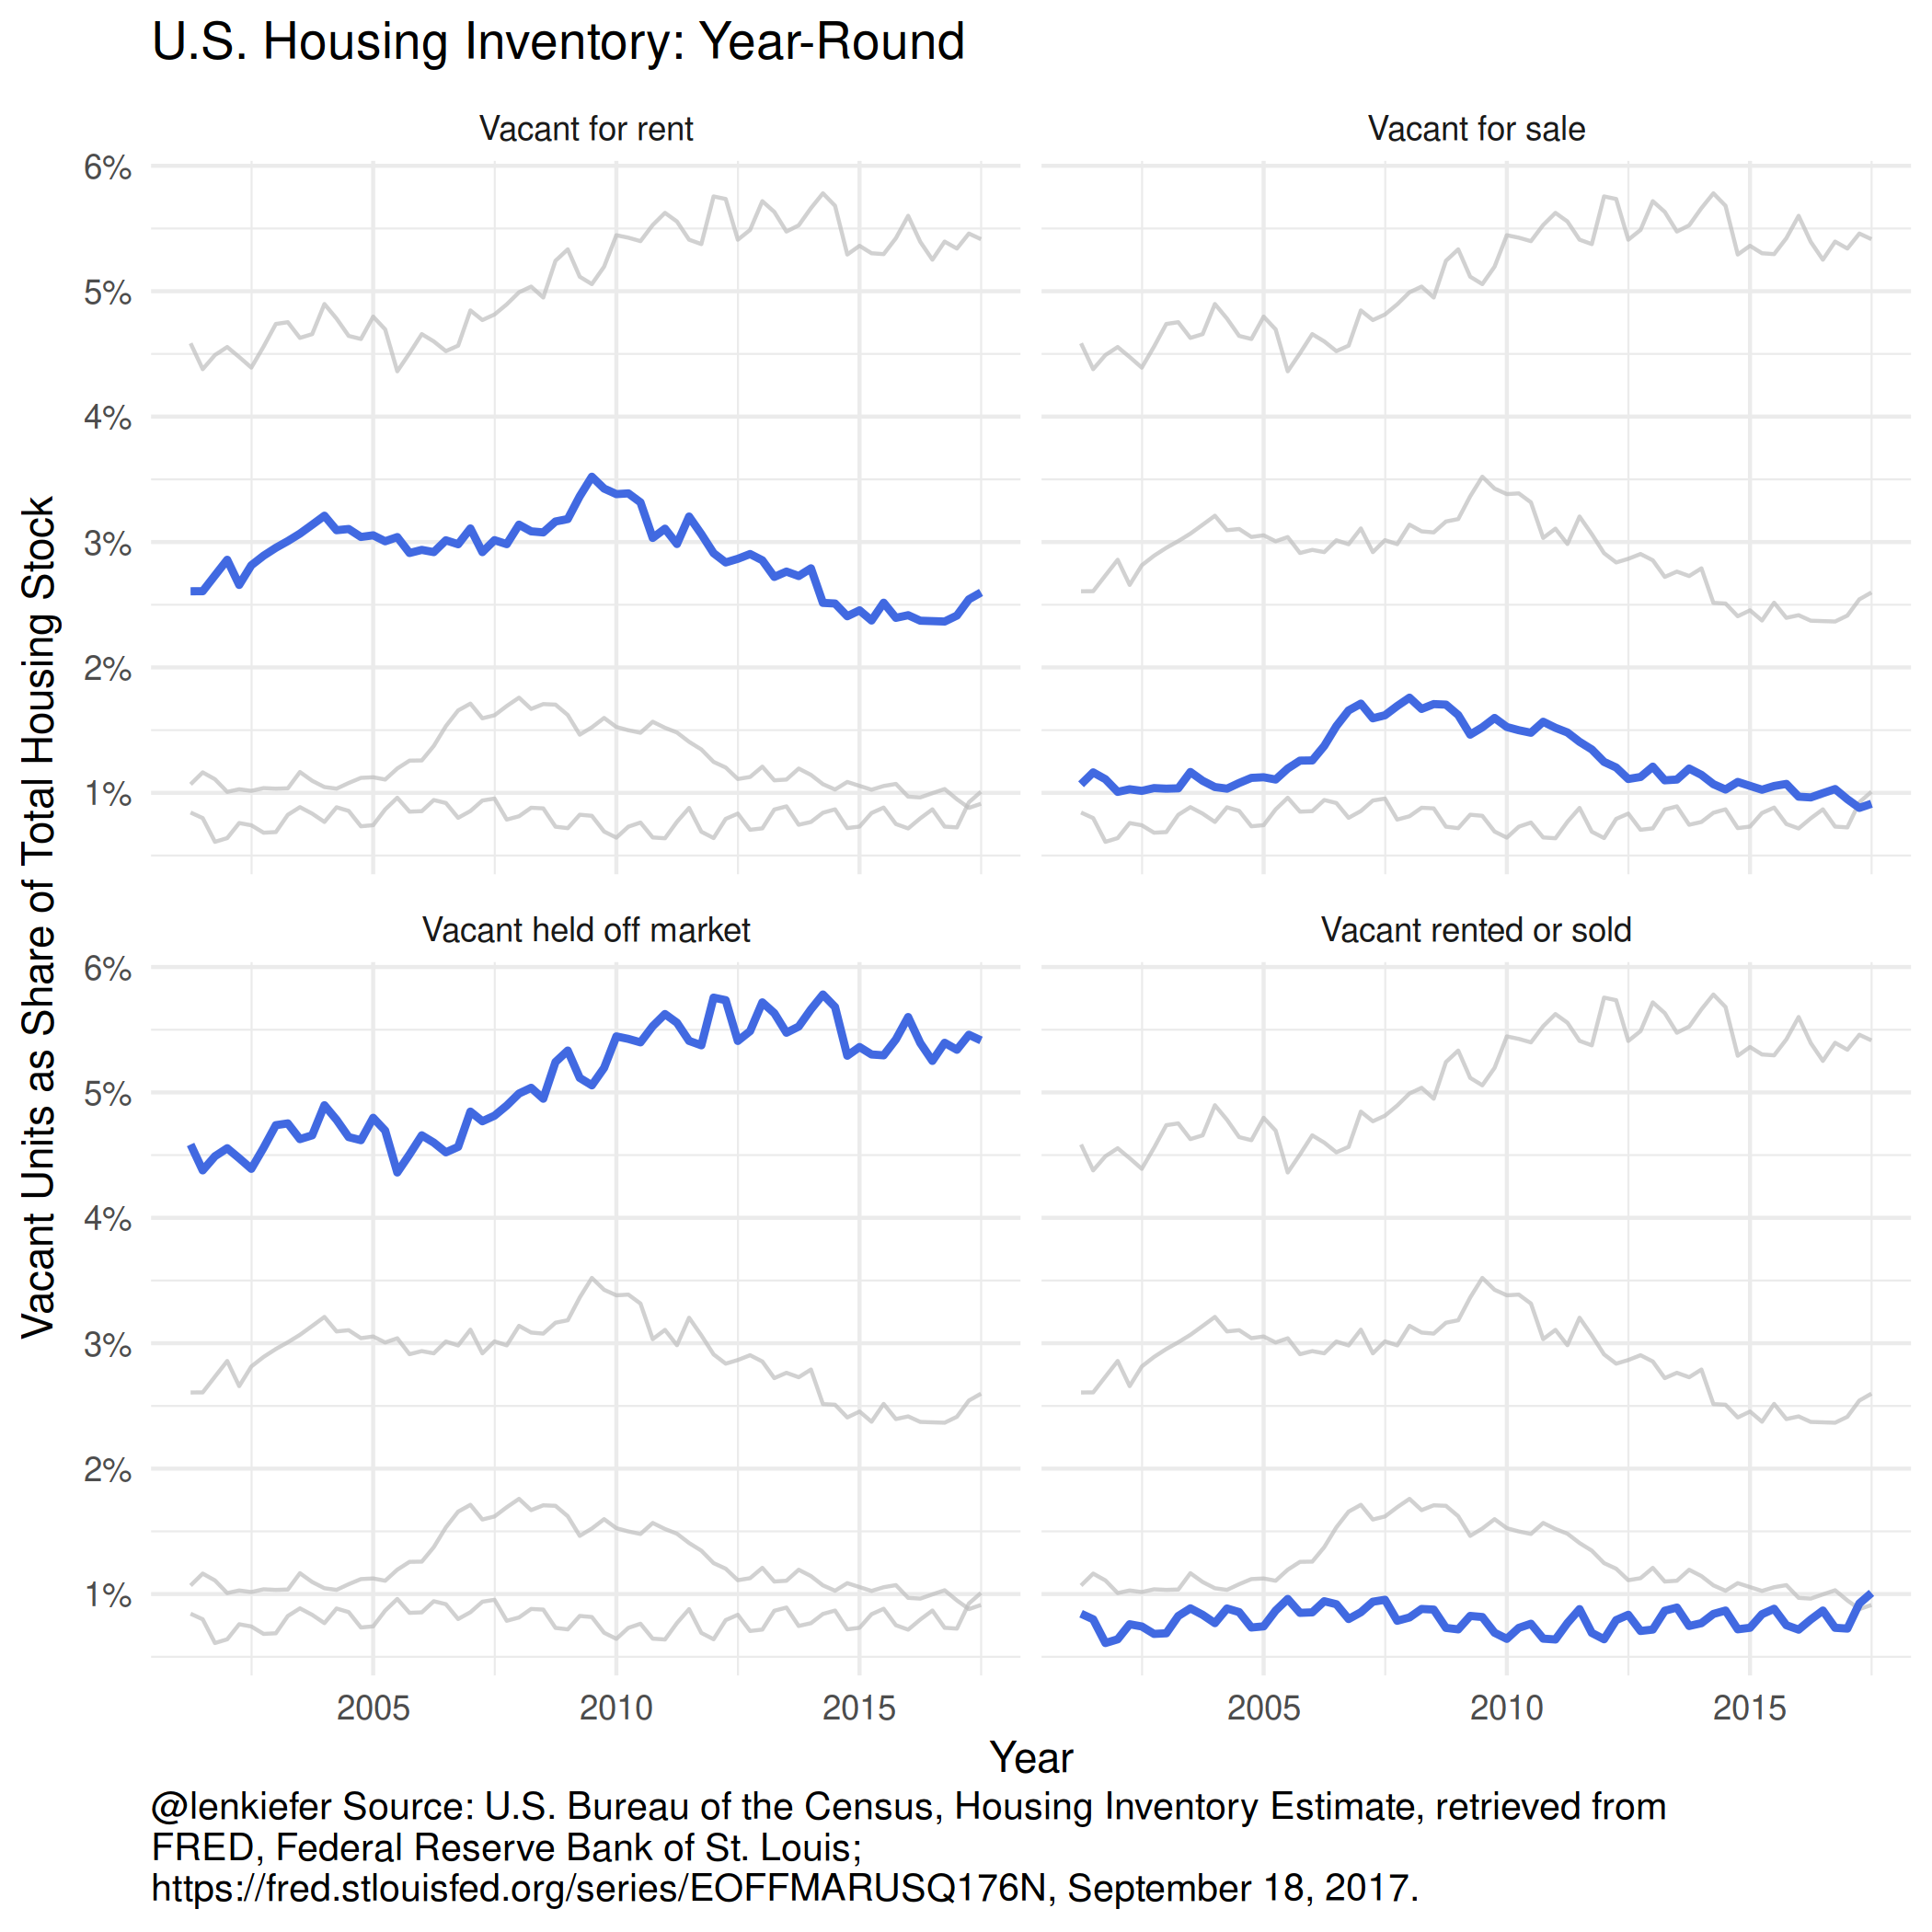 U.S. Housing Inventory: Year-Round
Vacant for rent
Vacant for sale
6%
5%
4%
3%
2%
1%
Vacant Units as Share of Total Housing Stock
Vacant held off market
Vacant rented or sold
6%
5%
4%
3%
2%
1%
2005 2010 2015
2005 2010 2015
Year
@lenkiefer Source: U.S. Bureau of the Census, Housing Inventory Estimate, retrieved from
FRED, Federal Reserve Bank of St. Louis;
https://fred.stlouisfed.org/series/EOFFMARUSQ176N, September 18, 2017.